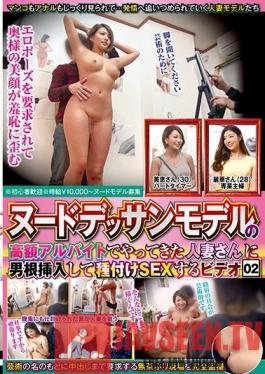 マンコもアナルもじっくり見られて…発情へ追いつめられていく人妻モデルたち
エロポーズを要求されて
奥様の美顔が羞恥に歪む
脚を開いてください
芸術のために
※初心者歓迎※時給¥10,000~ヌードモデル募集
美恵さん(30)
パートタイマー
麗華さん(28)
専業主婦
ヌードデッサンモデルの
高額アルバイトでやってきた人妻さんに
男根挿入して種付けSEXするビデオ02
芸術の名のもとに中出しまで要求する無茶ぶり現場を完全盗撮